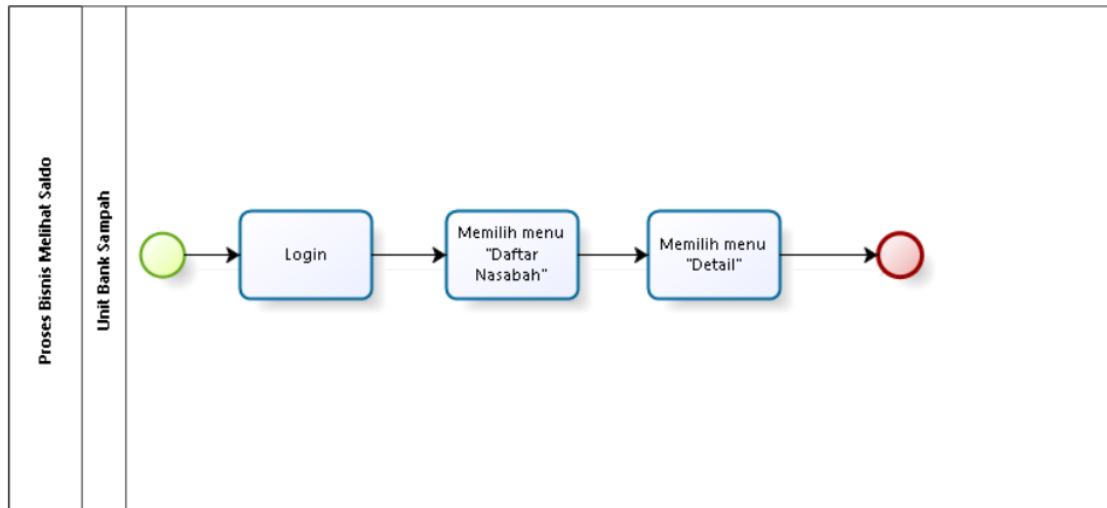 Proses Bisnis Melihat Saldo
Unit Bank Sampah
Login
Memilih menu
"Daftar
Nasabah"
Memilih menu
"Detail"